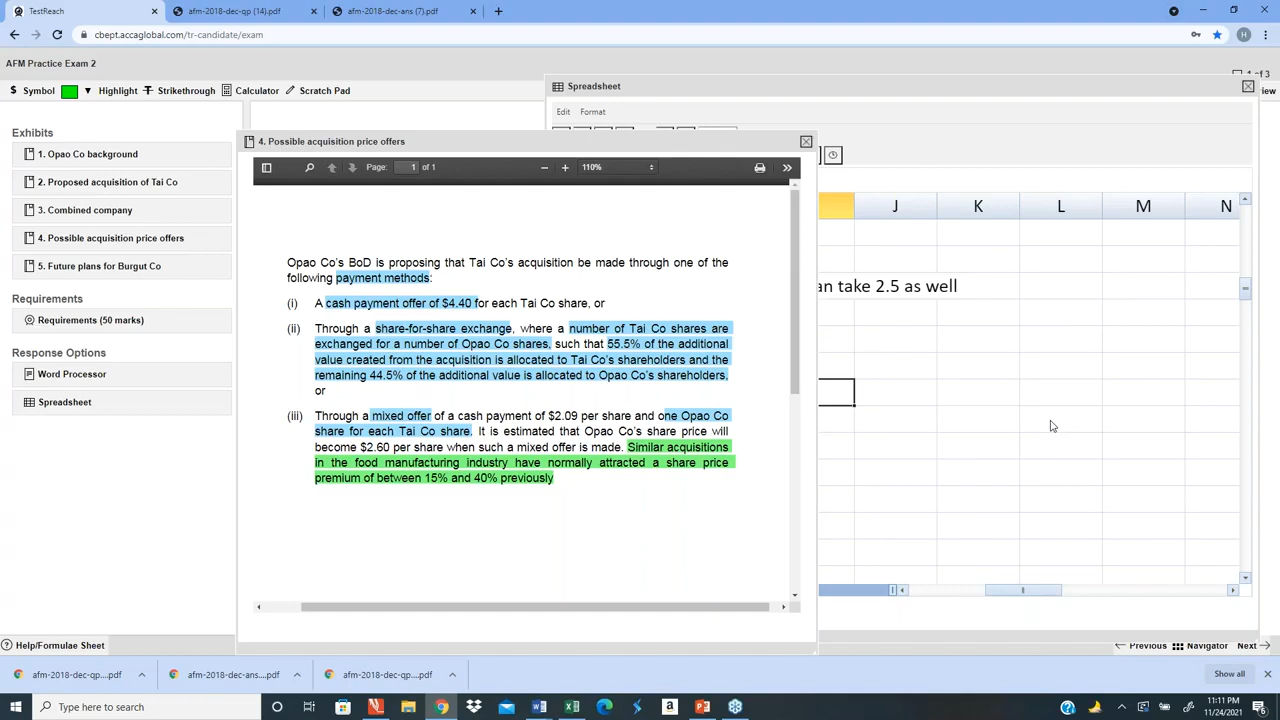 TestReach
afm-2018-dec-qp (14).pdf
afm-2018-dec-ans (7).pdf
cbept.accaglobal.com/tr-candidate/exam
H
AFM Practice Exam 2
1 of 3
$ Symbol
Highlight
Strikethrough
Calculator
Scratch Pad
view
Spreadsheet
Edit Format
Exhibits
1. Opao Co background
2. Proposed acquisition of Tai Co
3. Combined company
4. Possible acquisition price offers
5. Future plans for Burgut Co
Requirements
Requirements (50 marks)
Response Options
Word Processor
Spreadsheet
4. Possible acquisition price offers
Page: 1 of 1
110%
Opao Co's BoD is proposing that Tai Co's acquisition be made through one of the
following payment methods:
(i) A cash payment offer of $4.40 for each Tai Co share, or
(ii) Through a share-for-share exchange, where a number of Tai Co shares are
exchanged for a number of Opao Co shares, such that 55.5% of the additional
value created from the acquisition is allocated to Tai Co's shareholders and the
remaining 44.5% of the additional value is allocated to Opao Co's shareholders,
or
(iii) Through a mixed offer of a cash payment of $2.09 per share and one Opao Co
share for each Tai Co share. It is estimated that Opao Co's share price will
become $2.60 per share when such a mixed offer is made. Similar acquisitions
in the food manufacturing industry have normally attracted a share price
premium of between 15% and 40% previously
J K L M N
an take 2.5 as well
Help/Formulae Sheet
Previous
Navigator
Next
afm-2018-dec-qp....pdf
afm-2018-dec-ans....pdf
afm-2018-dec-qp....pdf
Show all
Type here to search
11:11 PM
11/24/2021